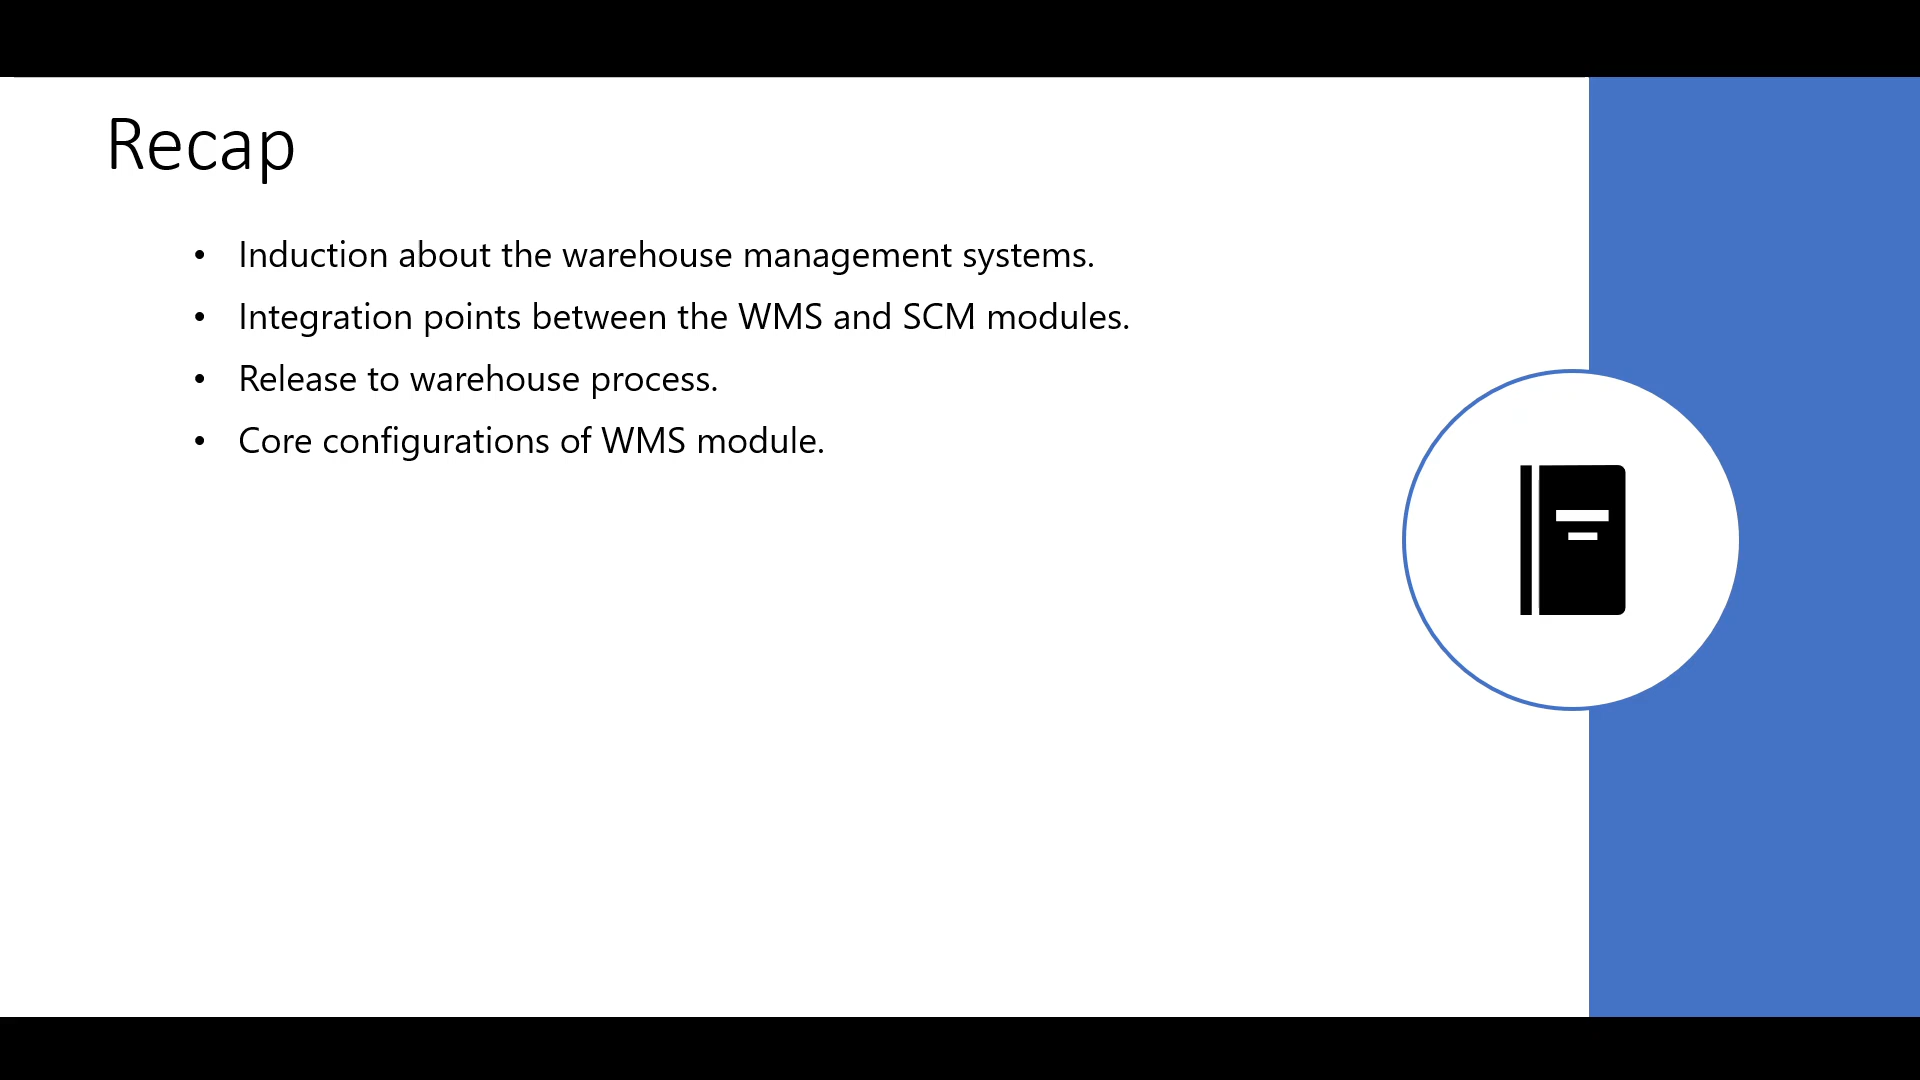 Recap
• Induction about the warehouse management systems.
• Integration points between the WMS and SCM modules.
• Release to warehouse process.
• Core configurations of WMS module.